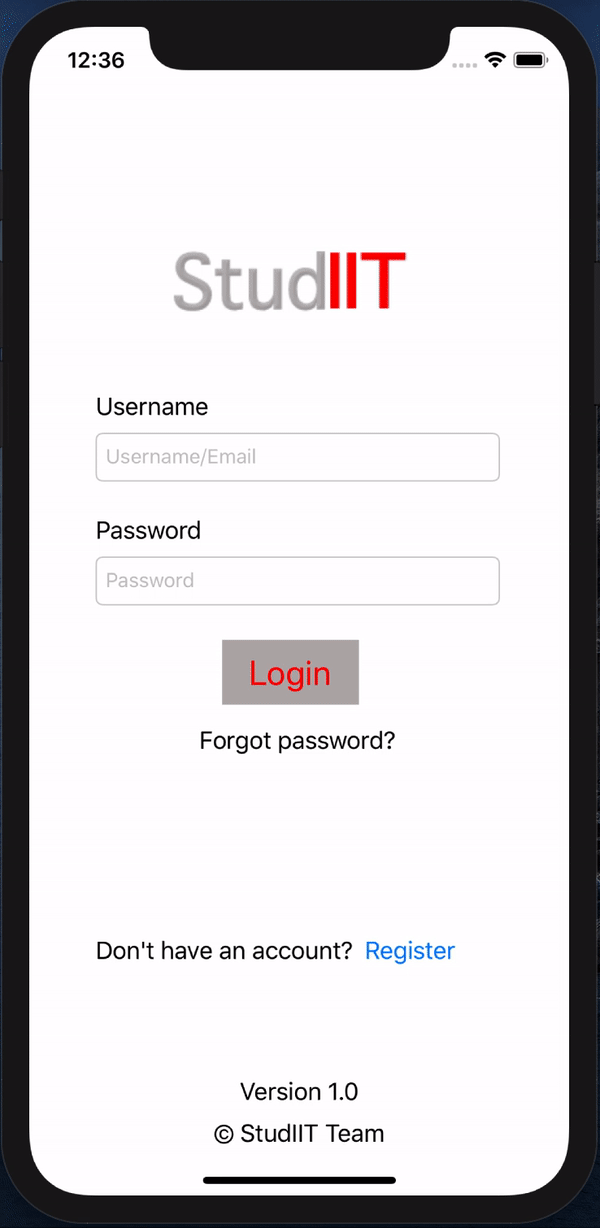 12:36
StudIIT
Username
Username/Email
Password
Password
Login
Forgot password?
Don't have an account? Register
Version 1.0
© StudIIT Team